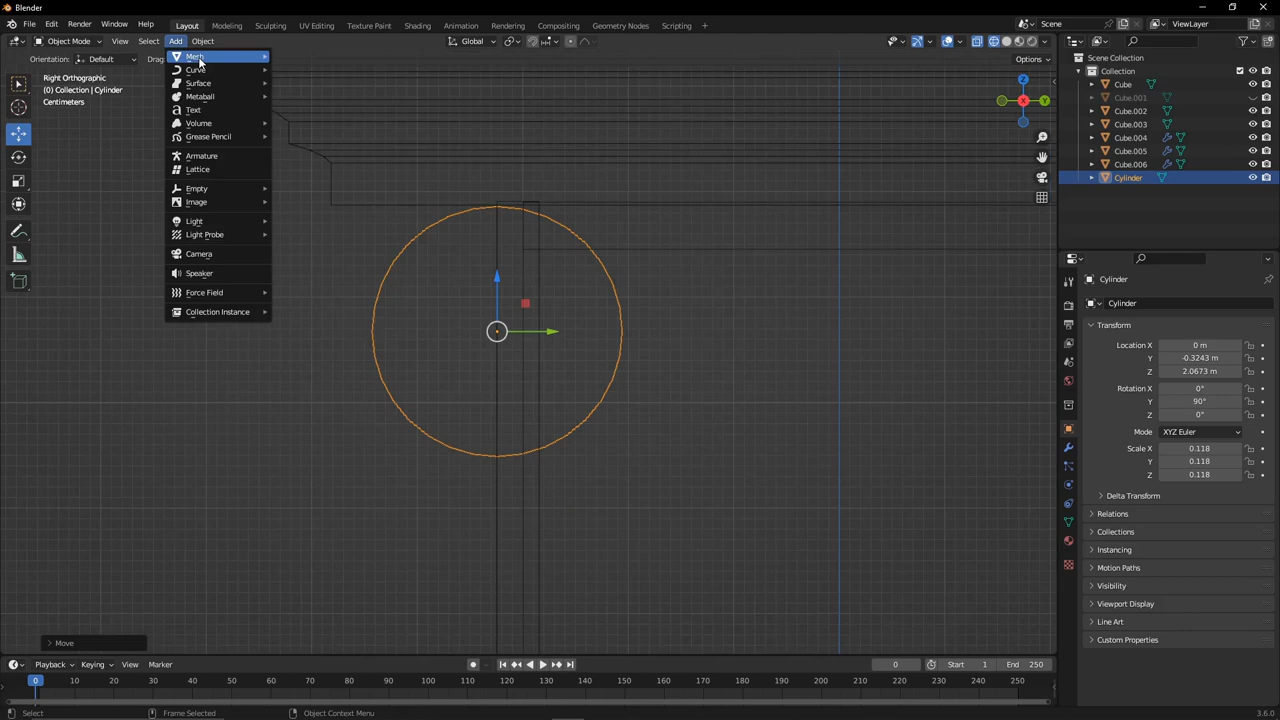 Blender
File Edit Render Window Help Layout Modeling Sculpting UV Editing Texture Paint Shading Animation Rendering Compositing Geometry Nodes Scripting + Scene ViewLayer
Object Mode View Select Add Object Global
Orientation: Default Drag: Options
Right Orthographic
(0) Collection | Cylinder
Centimeters
Mesh
Curve
Surface
Metaball
Text
Volume
Grease Pencil
Armature
Lattice
Empty
Image
Light
Light Probe
Camera
Speaker
Force Field
Collection Instance
Z
X
Y
Move
Scene Collection
Collection
Cube
Cube.001
Cube.002
Cube.003
Cube.004
Cube.005
Cube.006
Cylinder
Cylinder
Cylinder
Transform
Location X 0 m
Y -0.3243 m
Z 2.0673 m
Rotation X 0°
Y 90°
Z 0°
Mode XYZ Euler
Scale X 0.118
Y 0.118
Z 0.118
Delta Transform
Relations
Collections
Instancing
Motion Paths
Visibility
Viewport Display
Line Art
Custom Properties
Playback Keying View Marker 0 Start 1 End 250
0 10 20 30 40 50 60 70 80 90 100 110 120 130 140 150 160 170 180 190 200 210 220 230 240 250
Select Frame Selected Object Context Menu 3.6.0